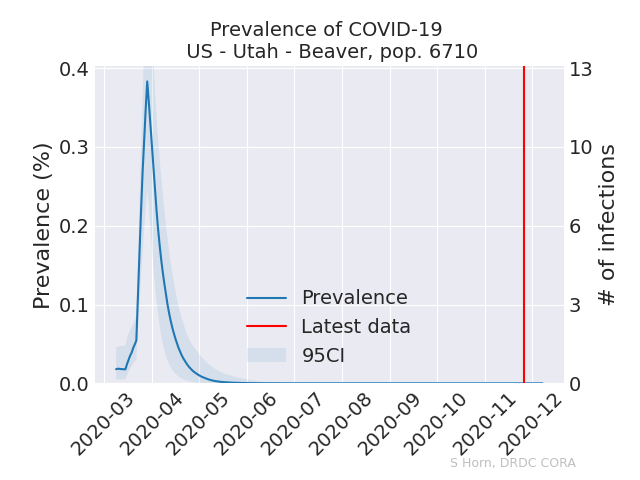 Prevalence of COVID-19
US - Utah - Beaver, pop. 6710
0.4
0.3
0.2
0.1
0.0
Prevalence (%)
13
10
6
3
0
# of infections
Prevalence
Latest data
95CI
2020-03
2020-04
2020-05
2020-06
2020-07
2020-08
2020-09
2020-10
2020-11
2020-12
S Horn, DRDC CORA